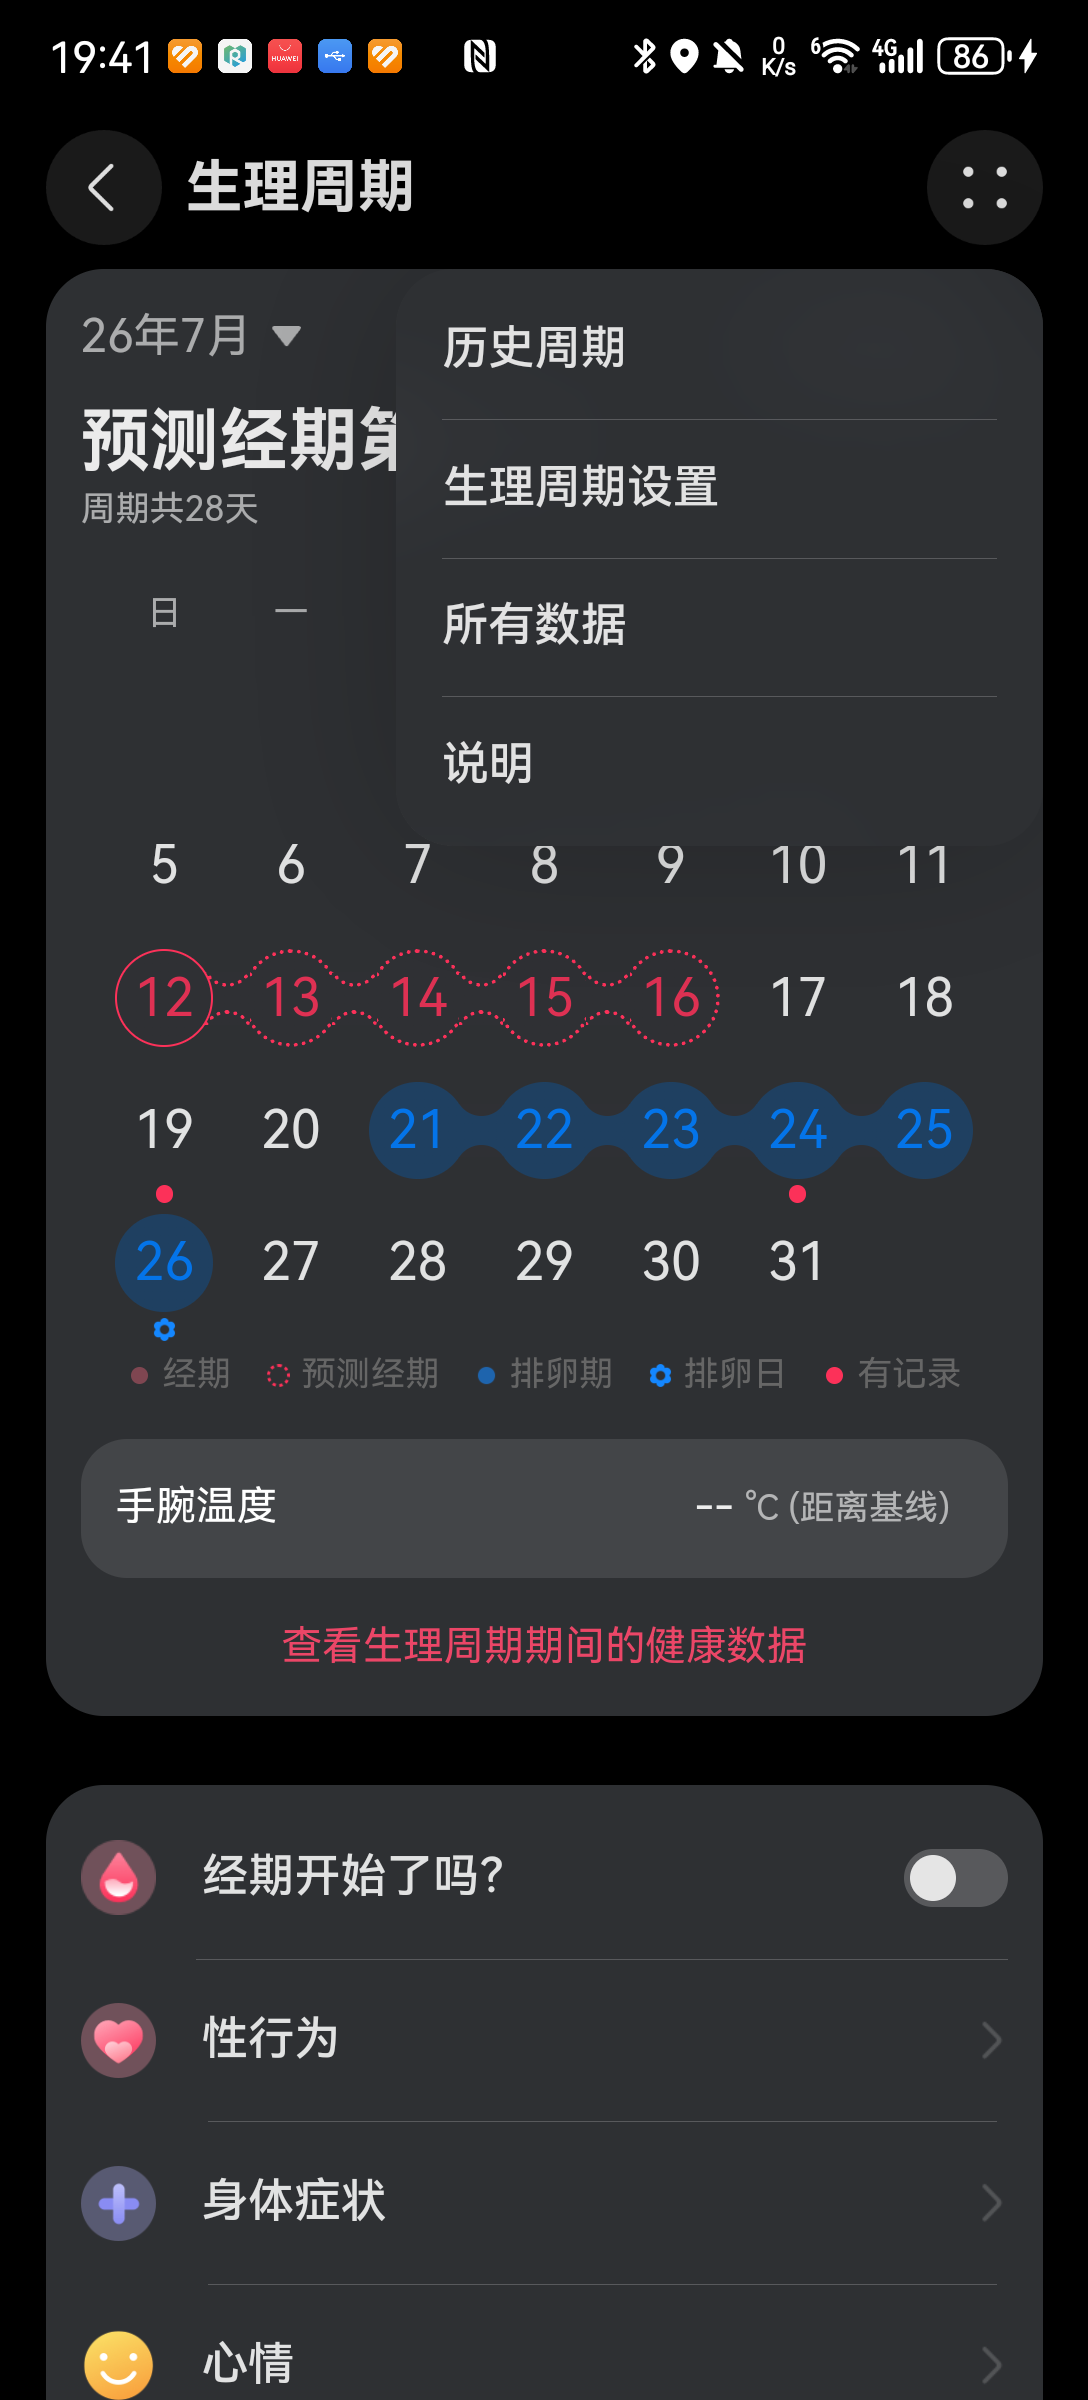 19:41
HUAWEI
0 K/s
6
4G
86
生理周期
26年7月
历史周期
预测经期
生理周期设置
周期共28天
日 一
所有数据
说明
5 6 7 8 9 10 11
12 13 14 15 16 17 18
19 20 21 22 23 24 25
26 27 28 29 30 31
经期 预测经期 排卵期 排卵日 有记录
手腕温度 -- °C (距离基线)
查看生理周期期间的健康数据
经期开始了吗?
性行为
身体症状
心情